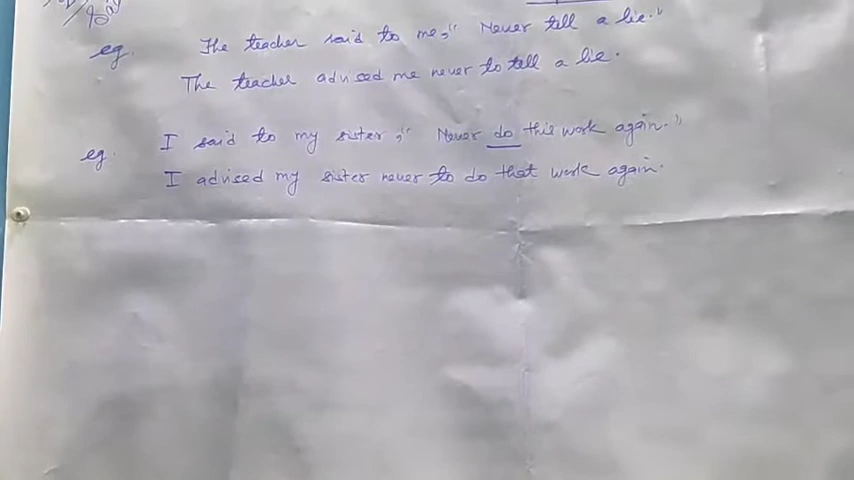 eg. The teacher said to me, " Never tell a lie."
The teacher advised me never to tell a lie.
eg. I said to my sister, " Never do this work again."
I advised my sister never to do that work again.